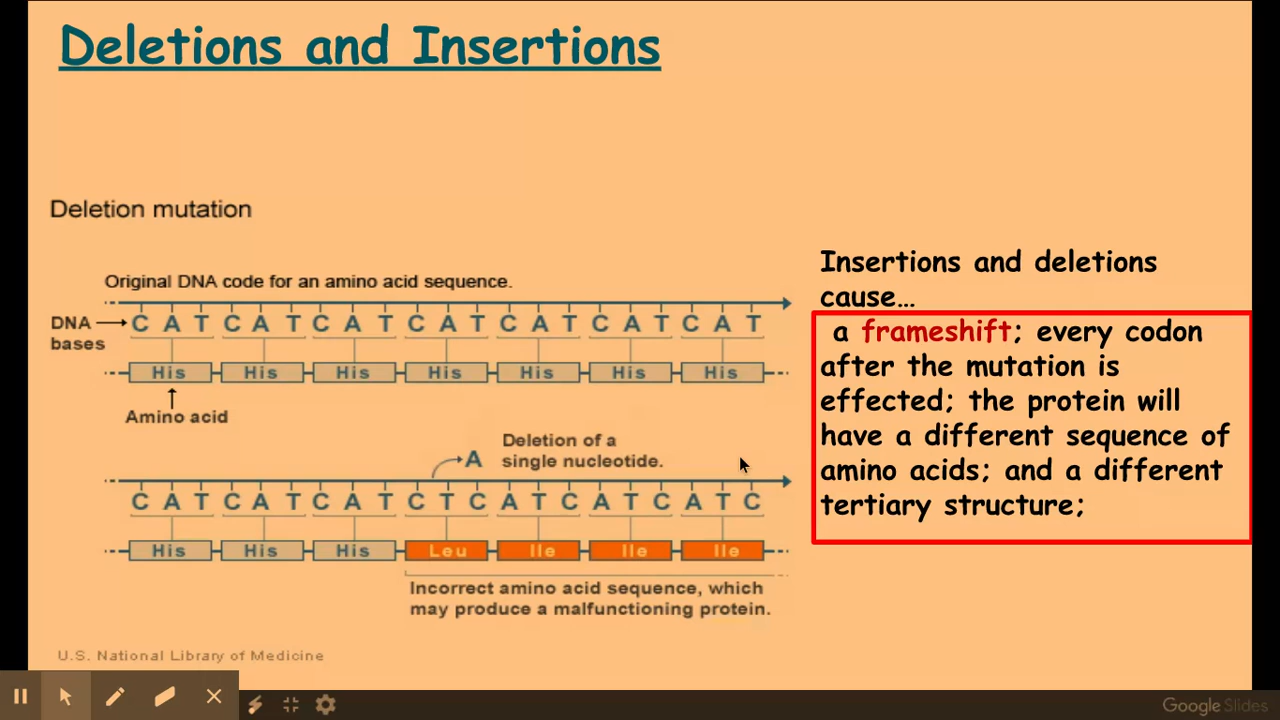 Deletions and Insertions
Deletion mutation
Original DNA code for an amino acid sequence.
DNA bases
C A T C A T C A T C A T C A T C A T C A T
His His His His His His His
Amino acid
A
Deletion of a
single nucleotide.
C A T C A T C A T C T C A T C A T C A T C
His His His Leu Ile Ile Ile
Incorrect amino acid sequence, which
may produce a malfunctioning protein.
U.S. National Library of Medicine
Insertions and deletions
cause…
a frameshift; every codon
after the mutation is
effected; the protein will
have a different sequence of
amino acids; and a different
tertiary structure;
Google Slides